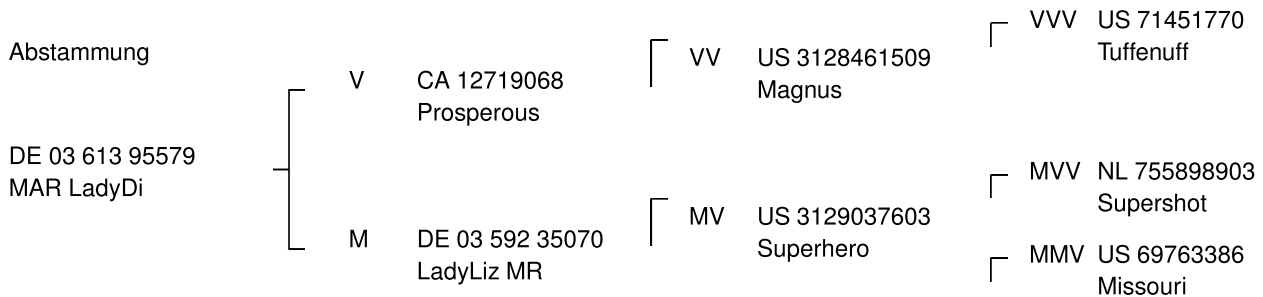 Abstammung
DE 03 613 95579
MAR LadyDi
V CA 12719068
Prosperous
M DE 03 592 35070
LadyLiz MR
VV US 3128461509
Magnus
MV US 3129037603
Superhero
VVV US 71451770
Tuffenuff
MVV NL 755898903
Supershot
MMV US 69763386
Missouri